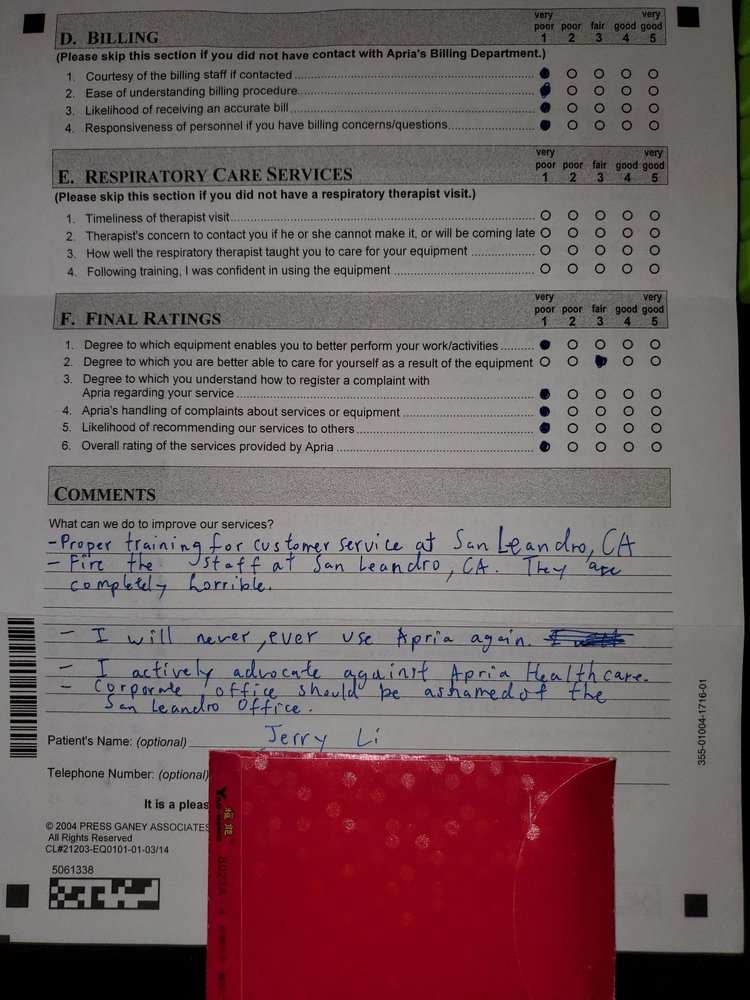 D. BILLING
very poor 1 poor 2 fair 3 good 4 very good 5
(Please skip this section if you did not have contact with Apria's Billing Department.)
1. Courtesy of the billing staff if contacted
2. Ease of understanding billing procedure
3. Likelihood of receiving an accurate bill
4. Responsiveness of personnel if you have billing concerns/questions
E. RESPIRATORY CARE SERVICES
very poor 1 poor 2 fair 3 good 4 very good 5
(Please skip this section if you did not have a respiratory therapist visit.)
1. Timeliness of therapist visit
2. Therapist's concern to contact you if he or she cannot make it, or will be coming late
3. How well the respiratory therapist taught you to care for your equipment
4. Following training, I was confident in using the equipment
F. FINAL RATINGS
very poor 1 poor 2 fair 3 good 4 very good 5
1. Degree to which equipment enables you to better perform your work/activities
2. Degree to which you are better able to care for yourself as a result of the equipment
3. Degree to which you understand how to register a complaint with
Apria regarding your service
4. Apria's handling of complaints about services or equipment
5. Likelihood of recommending our services to others
6. Overall rating of the services provided by Apria
COMMENTS
What can we do to improve our services?
- Proper training for customer service at San Leandro, CA
- Fire the staff at San Leandro, CA. They are
completely horrible.
- I will never, ever use Apria again.
- I actively advocate against Apria Healthcare.
- Corporate office should be ashamed of the
San Leandro Office.
Patient's Name: (optional) Jerry Li
Telephone Number: (optional)
It is a pleas
© 2004 PRESS GANEY ASSOCIATES
All Rights Reserved
CL#21203-EQ0101-01-03/14
5061338
355-01004-1716-01
8023A